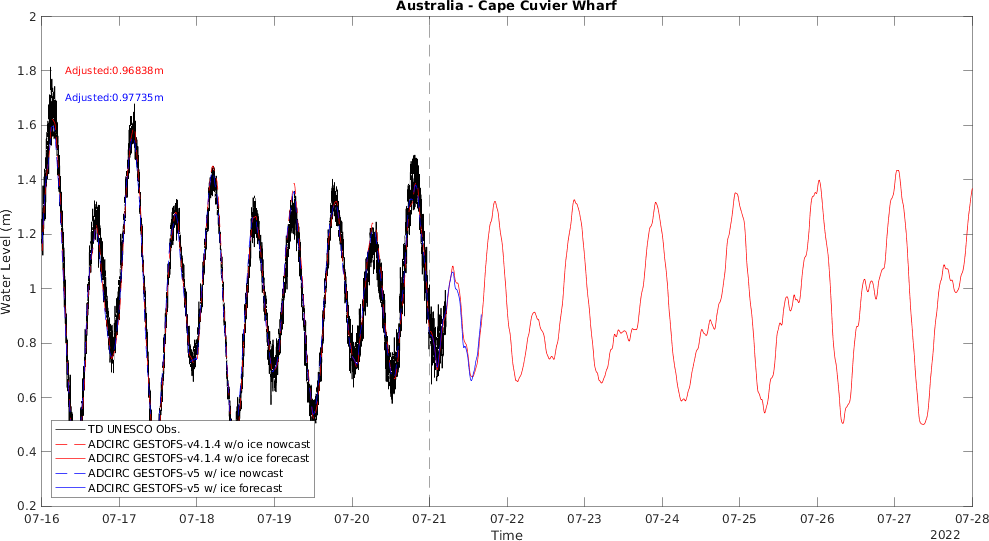 Australia - Cape Cuvier Wharf
2
1.8
1.6
1.4
1.2
1
0.8
0.6
0.4
0.2
Water Level (m)
Adjusted:0.96838m
Adjusted:0.97735m
TD UNESCO Obs.
ADCIRC GESTOFS-v4.1.4 w/o ice nowcast
ADCIRC GESTOFS-v4.1.4 w/o ice forecast
ADCIRC GESTOFS-v5 w/ ice nowcast
ADCIRC GESTOFS-v5 w/ ice forecast
07-16 07-17 07-18 07-19 07-20 07-21 07-22 07-23 07-24 07-25 07-26 07-27 07-28
Time
2022